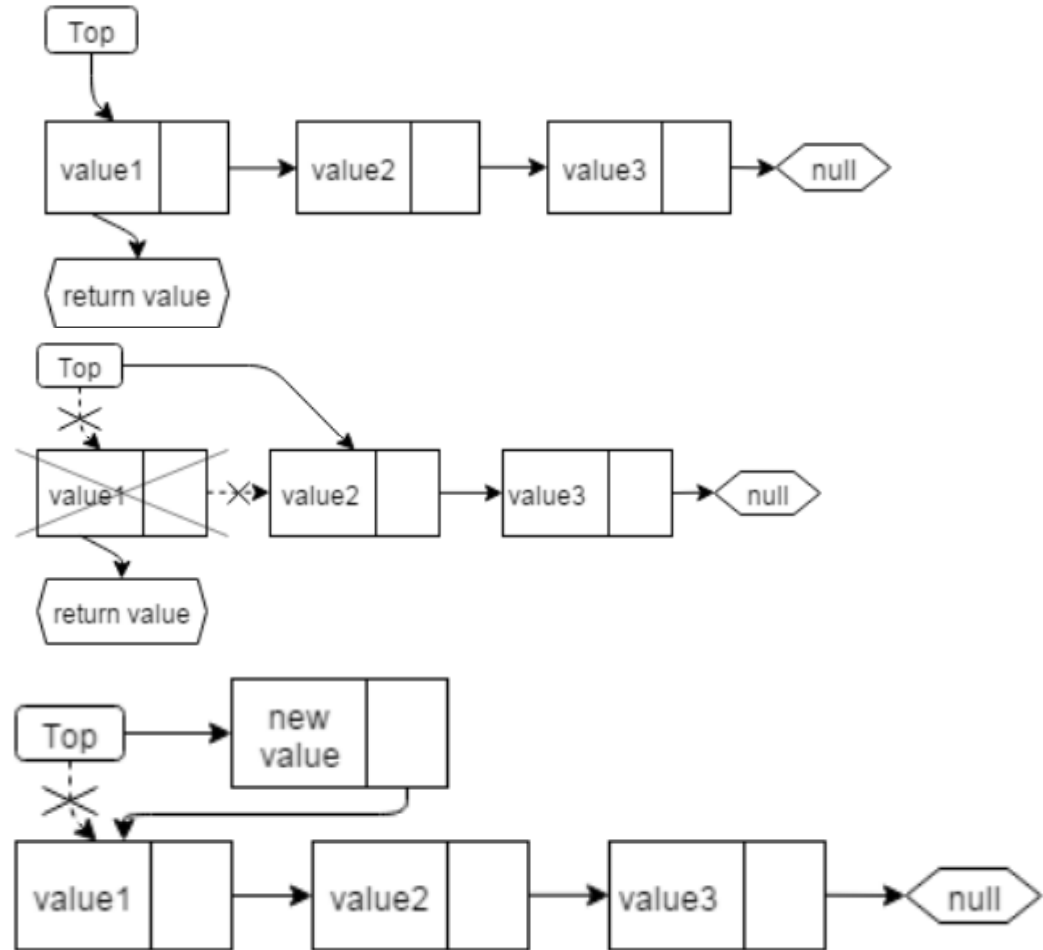 Top
value1
value2
value3
null
return value
Top
value1
value2
value3
null
return value
Top
new
value
value1
value2
value3
null